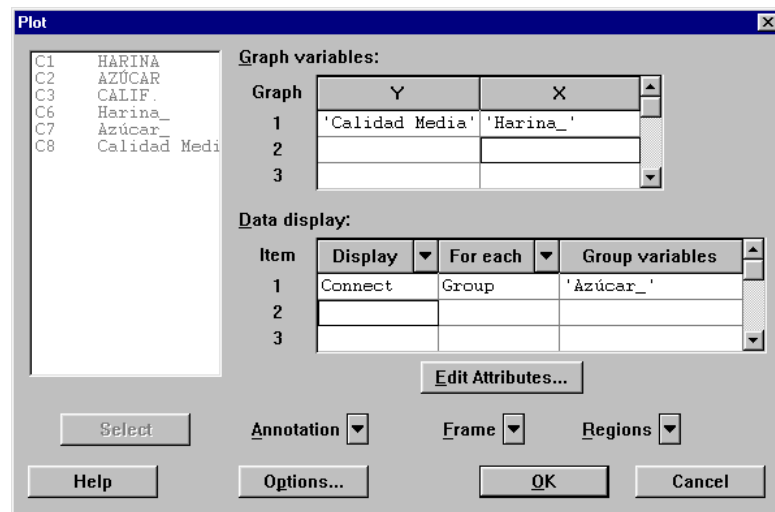 Plot
C1 HARINA
C2 AZÚCAR
C3 CALIF.
C6 Harina_
C7 Azúcar_
C8 Calidad Medi
Graph variables:
Graph Y X
1 'Calidad Media' 'Harina_'
2
3
Data display:
Item Display For each Group variables
1 Connect Group 'Azúcar_'
2
3
Edit Attributes...
Select Annotation Frame Regions
Help Options... OK Cancel